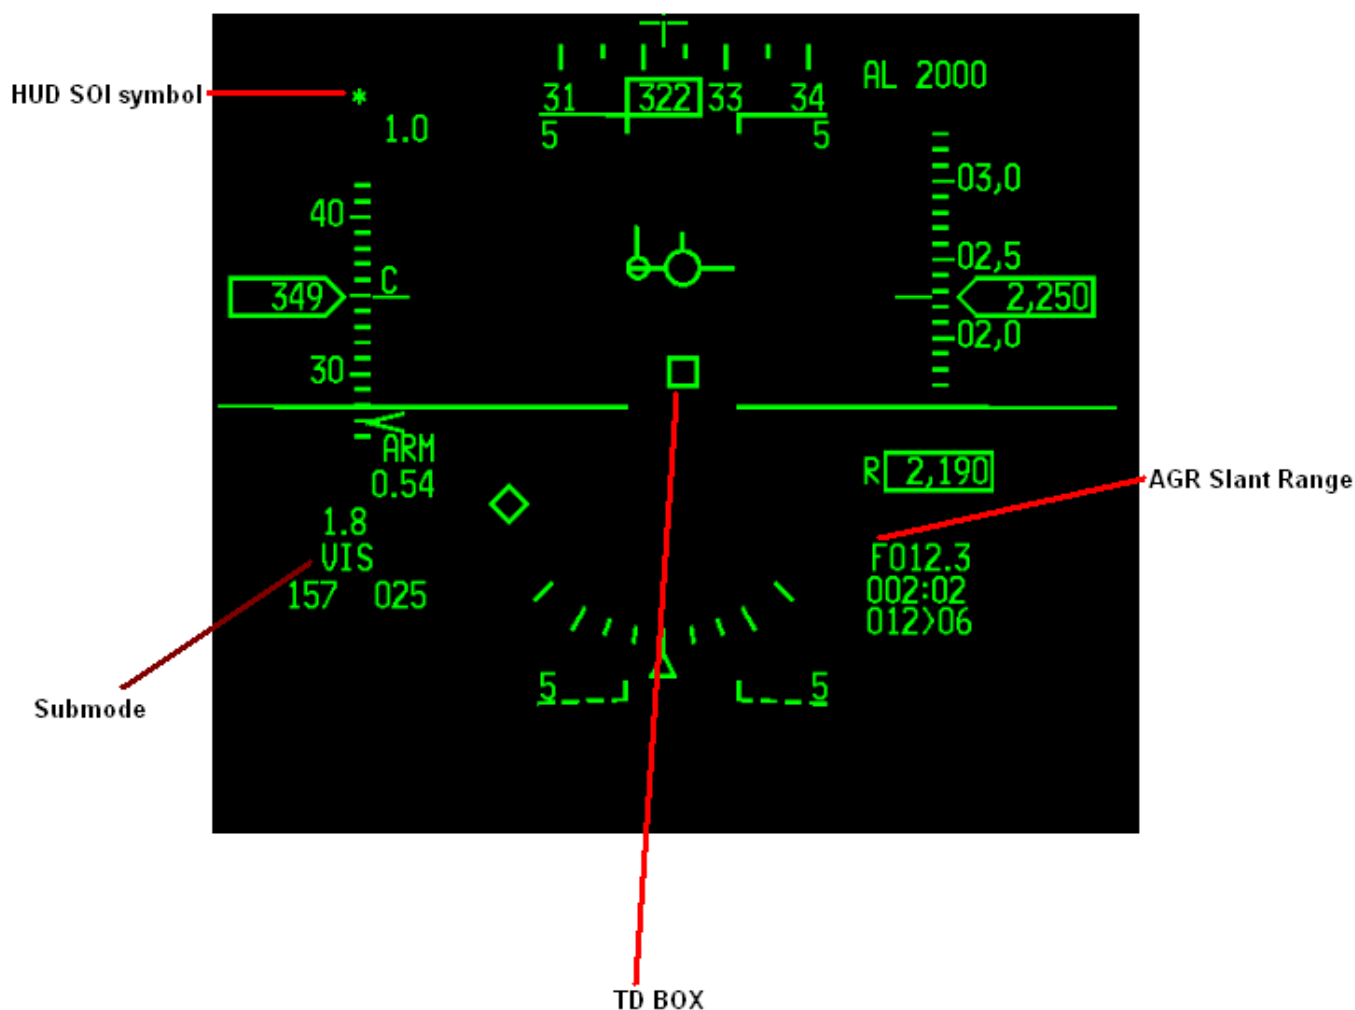 AL 2000
HUD SOI symbol
*
31 322 33 34
1.0
5 5
03,0
40
02,5
C
349
2,250
02,0
30
ARM
0.54
R 2,190
AGR Slant Range
1.8
VIS
F012.3
157 025
002:02
012>06
5 5
Submode
TD BOX